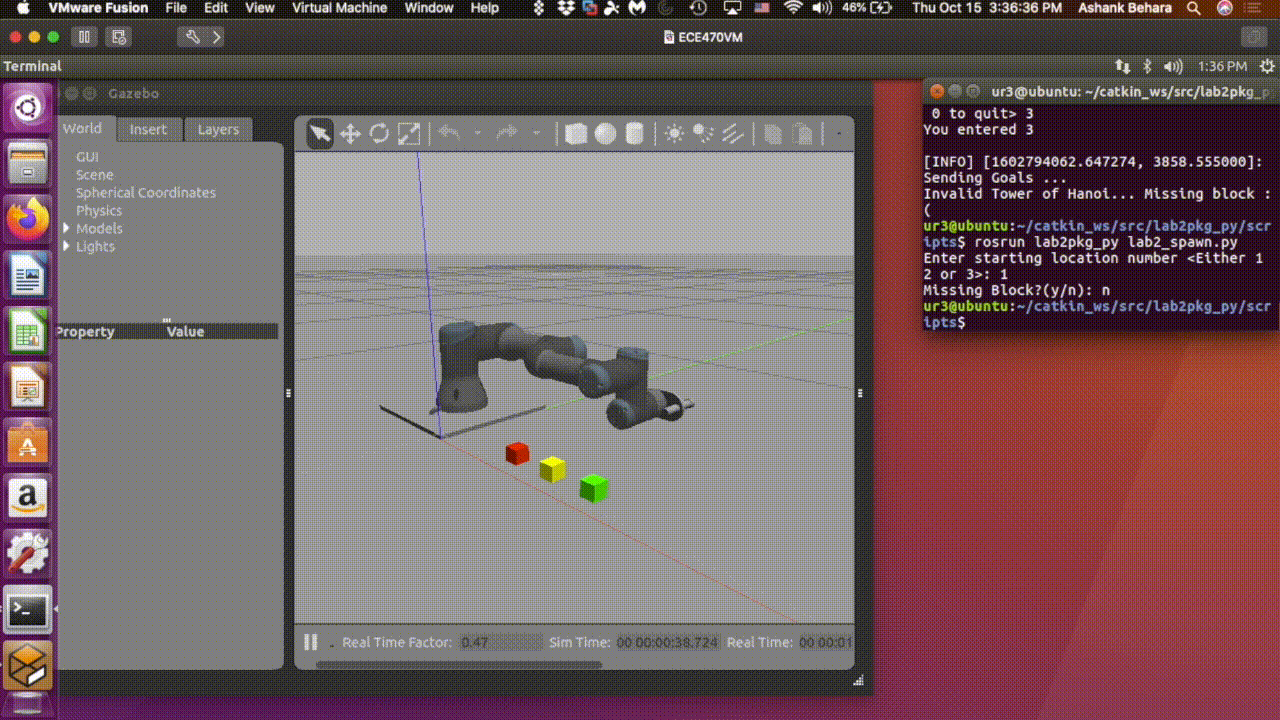 VMware Fusion File Edit View Virtual Machine Window Help 46% Thu Oct 15 3:36:36 PM Ashank Behara
ECE470VM
Terminal 1:36 PM
Gazebo
World Insert Layers
GUI
Scene
Spherical Coordinates
Physics
Models
Lights
Property Value
Real Time Factor: 0.47 Sim Time: 00 00:00:38.724 Real Time: 00 00:01
ur3@ubuntu: ~/catkin_ws/src/lab2pkg_p
0 to quit> 3
You entered 3
[INFO] [1602794062.647274, 3858.555000]:
Sending Goals ...
Invalid Tower of Hanoi... Missing block :
(
ur3@ubuntu:~/catkin_ws/src/lab2pkg_py/scr
ipts$ rosrun lab2pkg_py lab2_spawn.py
Enter starting location number <Either 1
2 or 3>: 1
Missing Block?(y/n): n
ur3@ubuntu:~/catkin_ws/src/lab2pkg_py/scr
ipts$